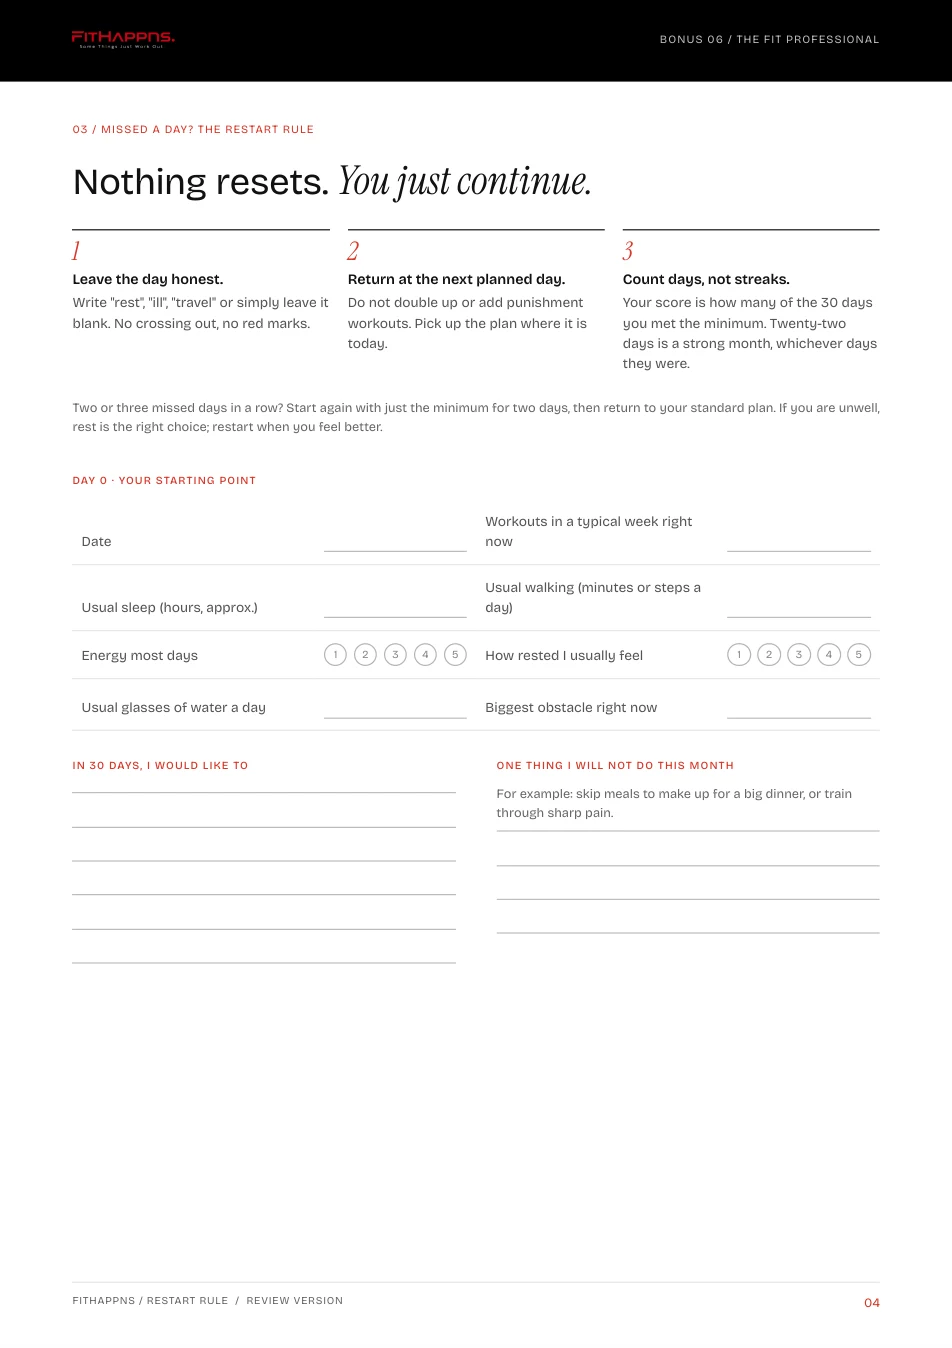 FITHAPPNS.
Some Things Just Work Out
BONUS 06 / THE FIT PROFESSIONAL
03 / MISSED A DAY? THE RESTART RULE
Nothing resets. You just continue.
1
Leave the day honest.
Write "rest", "ill", "travel" or simply leave it
blank. No crossing out, no red marks.
2
Return at the next planned day.
Do not double up or add punishment
workouts. Pick up the plan where it is
today.
3
Count days, not streaks.
Your score is how many of the 30 days
you met the minimum. Twenty-two
days is a strong month, whichever days
they were.
Two or three missed days in a row? Start again with just the minimum for two days, then return to your standard plan. If you are unwell,
rest is the right choice; restart when you feel better.
DAY 0 · YOUR STARTING POINT
Date
Workouts in a typical week right
now
Usual sleep (hours, approx.)
Usual walking (minutes or steps a
day)
Energy most days 1 2 3 4 5
How rested I usually feel 1 2 3 4 5
Usual glasses of water a day
Biggest obstacle right now
IN 30 DAYS, I WOULD LIKE TO
ONE THING I WILL NOT DO THIS MONTH
For example: skip meals to make up for a big dinner, or train
through sharp pain.
FITHAPPNS / RESTART RULE / REVIEW VERSION
04